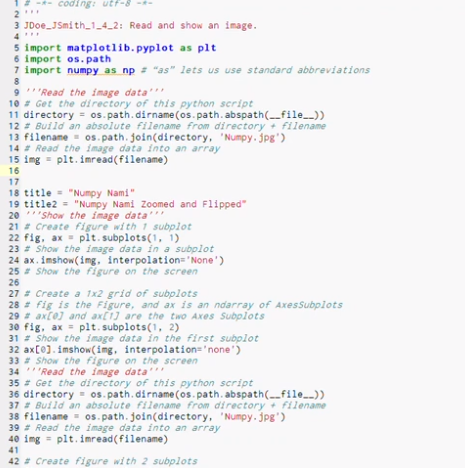 1 # -*- coding: utf-8 -*-
2 '''
3 JDoe_JSmith_1_4_2: Read and show an image.
4 '''
5 import matplotlib.pyplot as plt
6 import os.path
7 import numpy as np # “as” lets us use standard abbreviations
8
9 '''Read the image data'''
10 # Get the directory of this python script
11 directory = os.path.dirname(os.path.abspath(__file__))
12 # Build an absolute filename from directory + filename
13 filename = os.path.join(directory, 'Numpy.jpg')
14 # Read the image data into an array
15 img = plt.imread(filename)
16
17
18 title = "Numpy Nami"
19 title2 = "Numpy Nami Zoomed and Flipped"
20 '''Show the image data'''
21 # Create figure with 1 subplot
22 fig, ax = plt.subplots(1, 1)
23 # Show the image data in a subplot
24 ax.imshow(img, interpolation='None')
25 # Show the figure on the screen
26
27 # Create a 1x2 grid of subplots
28 # fig is the Figure, and ax is an ndarray of AxesSubplots
29 # ax[0] and ax[1] are the two Axes Subplots
30 fig, ax = plt.subplots(1, 2)
31 # Show the image data in the first subplot
32 ax[0].imshow(img, interpolation='none')
33 # Show the figure on the screen
34 '''Read the image data'''
35 # Get the directory of this python script
36 directory = os.path.dirname(os.path.abspath(__file__))
37 # Build an absolute filename from directory + filename
38 filename = os.path.join(directory, 'Numpy.jpg')
39 # Read the image data into an array
40 img = plt.imread(filename)
41
42 # Create figure with 2 subplots